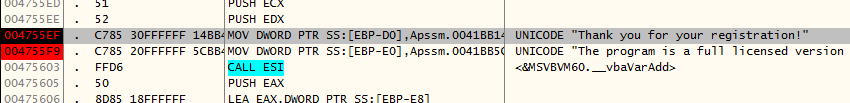 004755ED . 51 PUSH ECX
004755EE . 52 PUSH EDX
004755EF . C785 30FFFFFF 14BB4 MOV DWORD PTR SS:[EBP-D0],Apssm.0041BB14 UNICODE "Thank you for your registration!"
004755F9 . C785 20FFFFFF 5CBB4 MOV DWORD PTR SS:[EBP-E0],Apssm.0041BB5C UNICODE "The program is a full licensed version
00475603 . FFD6 CALL ESI <&MSVBVM60.__vbaVarAdd>
00475605 . 50 PUSH EAX
00475606 . 8D85 18FFFFFF LEA EAX,DWORD PTR SS:[EBP-E8]